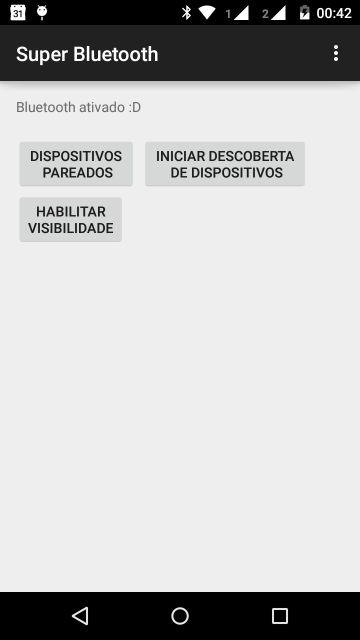 31
1
2
00:42
Super Bluetooth
Bluetooth ativado :D
DISPOSITIVOS
PAREADOS
INICIAR DESCOBERTA
DE DISPOSITIVOS
HABILITAR
VISIBILIDADE